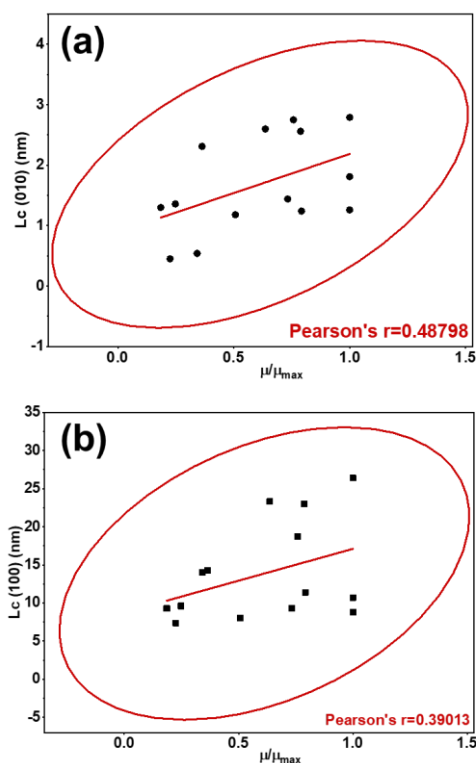 (a)
Lc (010) (nm)
4
3
2
1
0
-1
Pearson's r=0.48798
0.0 0.5 1.0 1.5
μ/μmax
(b)
Lc (100) (nm)
35
30
25
20
15
10
5
0
-5
Pearson's r=0.39013
0.0 0.5 1.0 1.5
μ/μmax